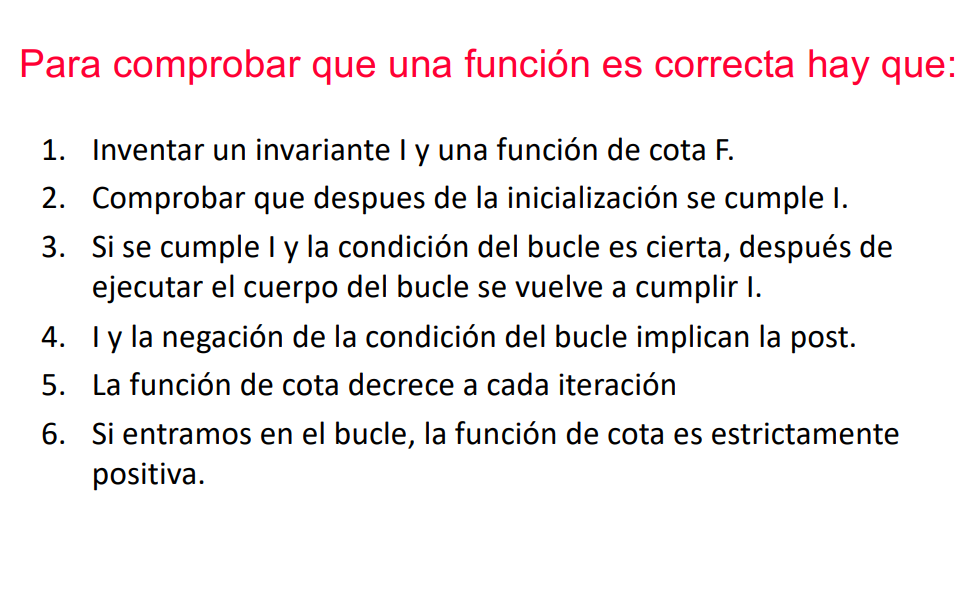 Para comprobar que una función es correcta hay que:
1. Inventar un invariante I y una función de cota F.
2. Comprobar que despues de la inicialización se cumple I.
3. Si se cumple I y la condición del bucle es cierta, después de
ejecutar el cuerpo del bucle se vuelve a cumplir I.
4. I y la negación de la condición del bucle implican la post.
5. La función de cota decrece a cada iteración
6. Si entramos en el bucle, la función de cota es estrictamente
positiva.